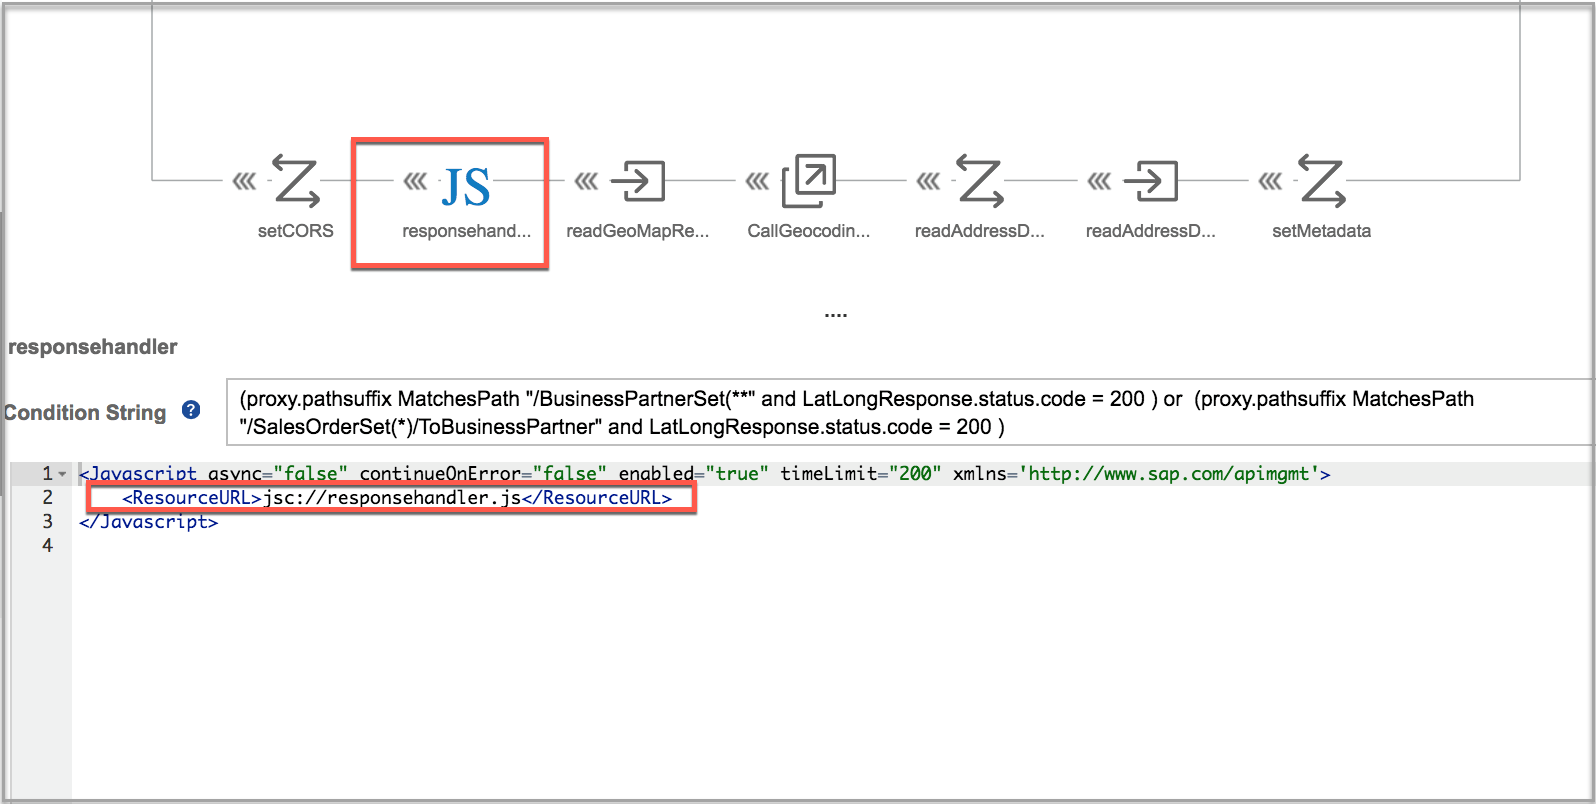 JS
setCORS responsehand... readGeoMapRe... CallGeocodin... readAddressD... readAddressD... setMetadata
....
responsehandler
Condition String ?
(proxy.pathsuffix MatchesPath "/BusinessPartnerSet(**" and LatLongResponse.status.code = 200 ) or (proxy.pathsuffix MatchesPath
"/SalesOrderSet(*)/ToBusinessPartner" and LatLongResponse.status.code = 200 )
1 <Javascript async="false" continueOnError="false" enabled="true" timeLimit="200" xmlns='http://www.sap.com/apimgmt'>
2 <ResourceURL>jsc://responsehandler.js</ResourceURL>
3 </Javascript>
4